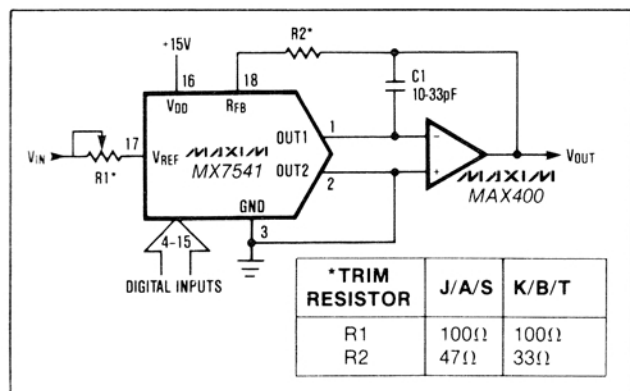 R2*
+15V
16
18
C1
10-33pF
VDD
RFB
1
OUT1
VIN
17
VREF
MAXIM
MX7541
OUT2
2
R1*
GND
3
4-15
DIGITAL INPUTS
-
+
VOUT
MAXIM
MAX400
*TRIM RESISTOR J/A/S K/B/T
R1 100Ω 100Ω
R2 47Ω 33Ω